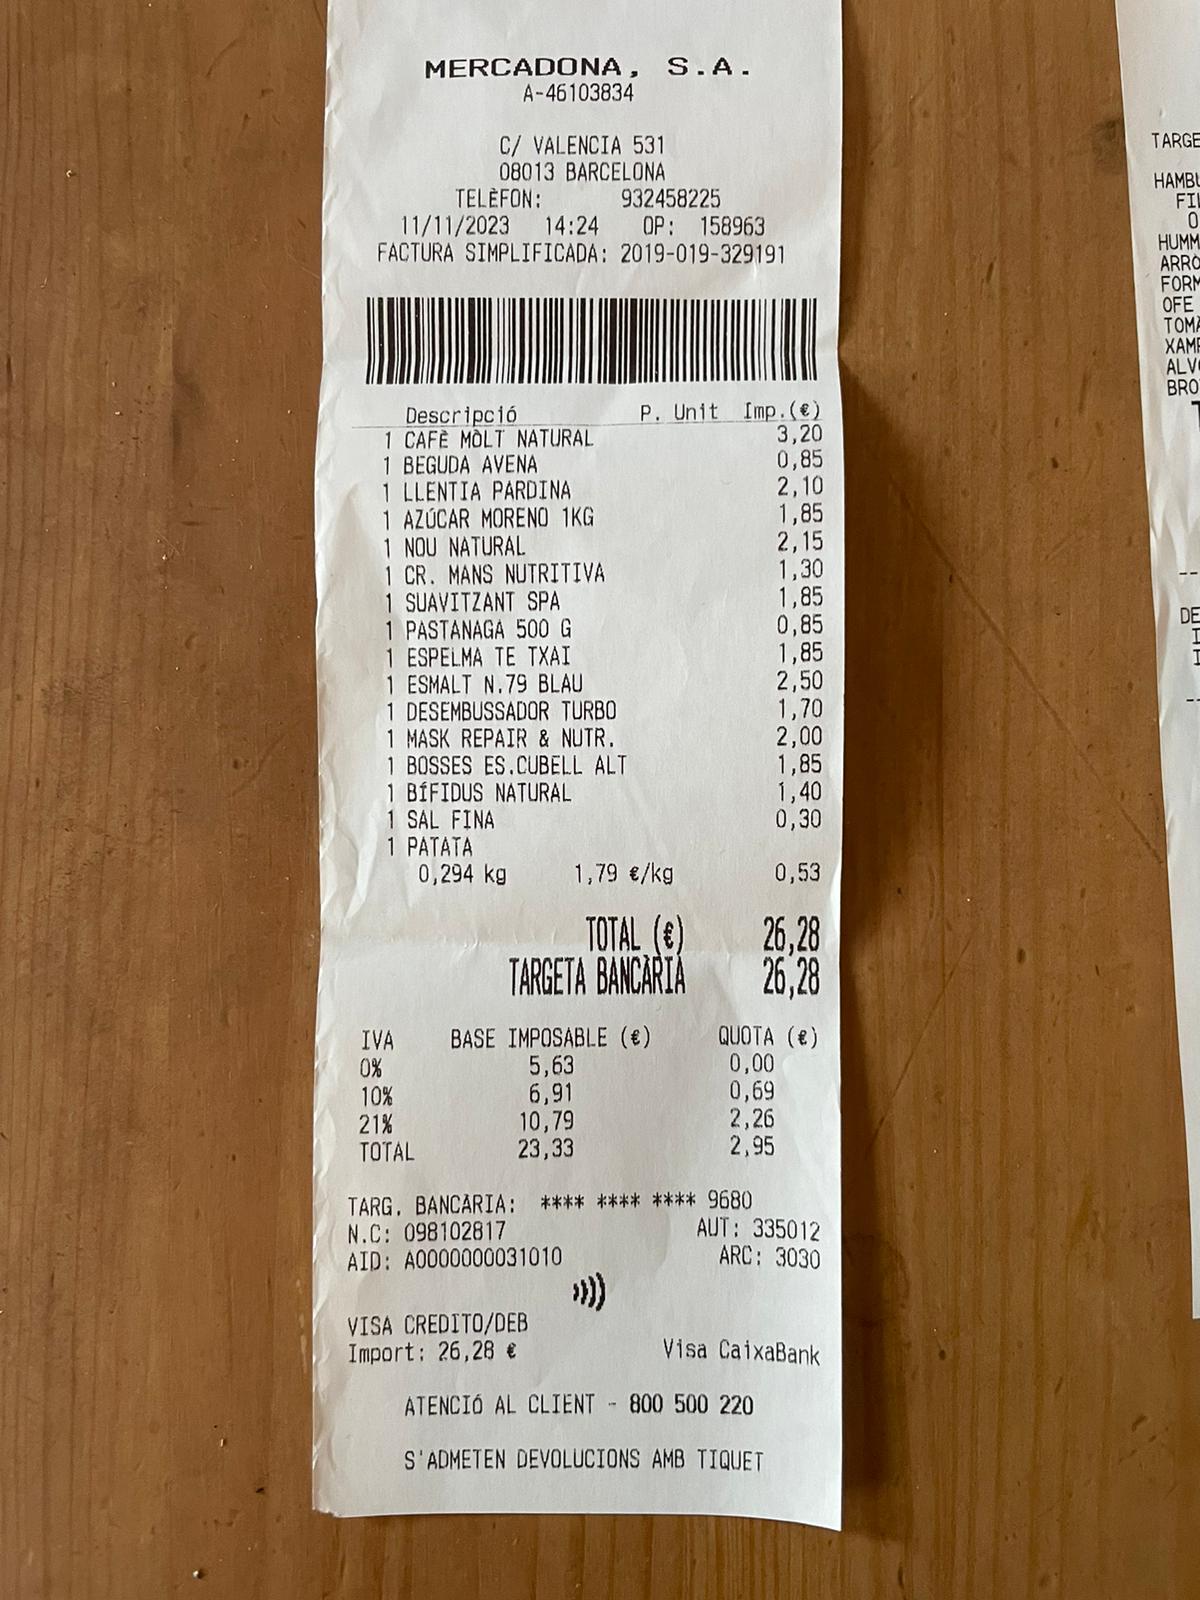 MERCADONA, S.A.
A-46103834
C/ VALENCIA 531
08013 BARCELONA
TELÈFON: 932458225
11/11/2023 14:24 OP: 158963
FACTURA SIMPLIFICADA: 2019-019-329191
Descripció P. Unit Imp.(€)
1 CAFÈ MÒLT NATURAL 3,20
1 BEGUDA AVENA 0,85
1 LLENTIA PARDINA 2,10
1 AZÚCAR MORENO 1KG 1,85
1 NOU NATURAL 2,15
1 CR. MANS NUTRITIVA 1,30
1 SUAVITZANT SPA 1,85
1 PASTANAGA 500 G 0,85
1 ESPELMA TE TXAI 1,85
1 ESMALT N.79 BLAU 2,50
1 DESEMBUSSADOR TURBO 1,70
1 MASK REPAIR & NUTR. 2,00
1 BOSSES ES.CUBELL ALT 1,85
1 BÍFIDUS NATURAL 1,40
1 SAL FINA 0,30
1 PATATA
0,294 kg 1,79 €/kg 0,53
TOTAL (€) 26,28
TARGETA BANCÀRIA 26,28
IVA BASE IMPOSABLE (€) QUOTA (€)
0% 5,63 0,00
10% 6,91 0,69
21% 10,79 2,26
TOTAL 23,33 2,95
TARG. BANCÀRIA: **** **** **** 9680
N.C: 098102817 AUT: 335012
AID: A0000000031010 ARC: 3030
VISA CREDITO/DEB
Import: 26,28 € Visa CaixaBank
ATENCIÓ AL CLIENT - 800 500 220
S'ADMETEN DEVOLUCIONS AMB TIQUET
TARGE
HAMBU
FIL
O
HUMM
ARRÒ
FORM
OFE
TOMÀ
XAMP
ALVO
BRO
DE